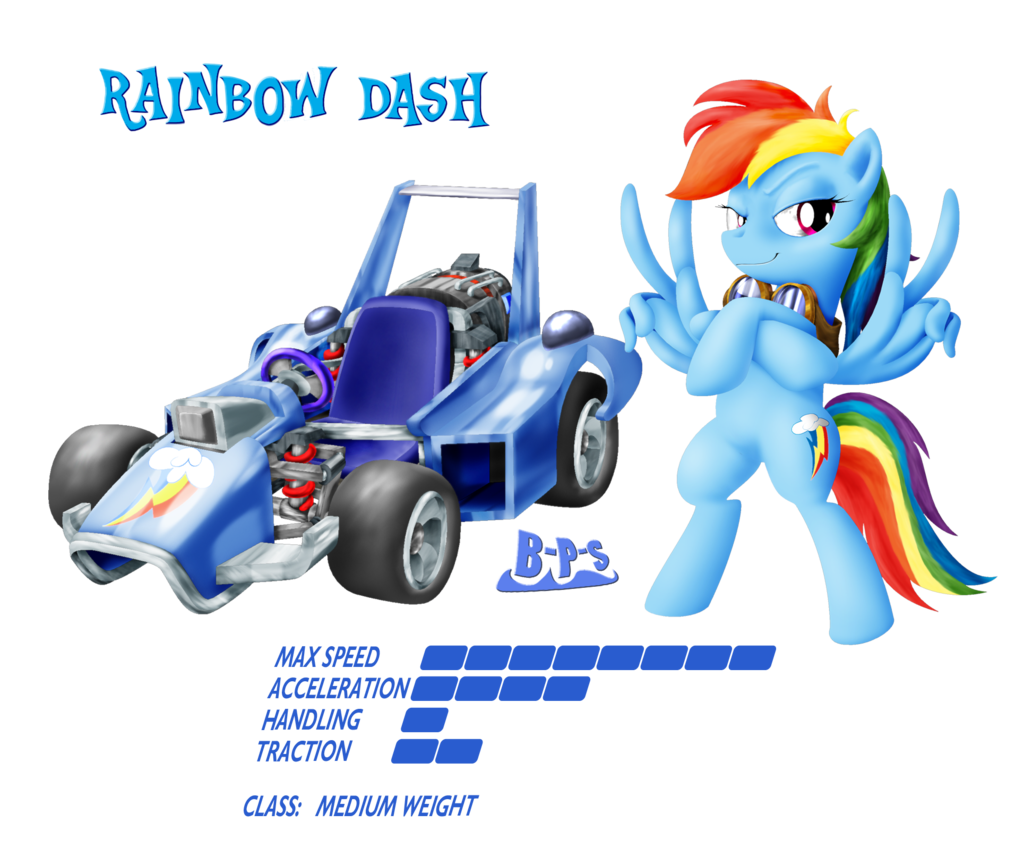 RAINBOW DASH
B-P-S
MAX SPEED
ACCELERATION
HANDLING
TRACTION
CLASS: MEDIUM WEIGHT